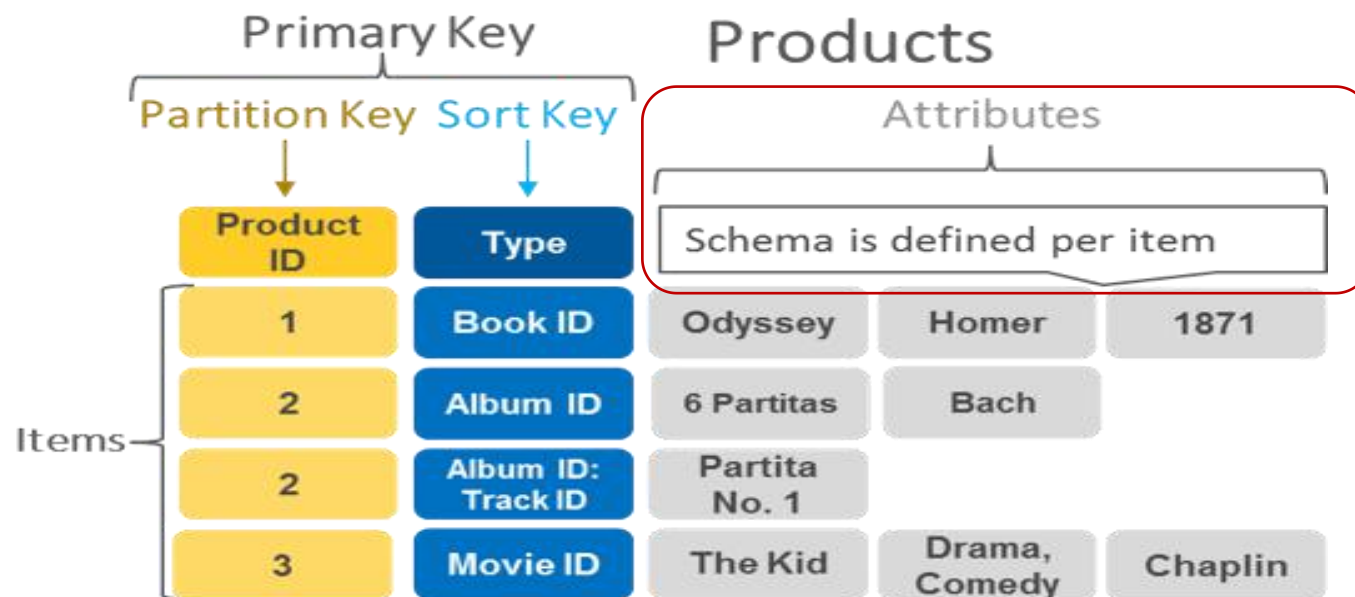 Primary Key
Products
Partition Key
Sort Key
Attributes
Product
ID
Type
Schema is defined per item
Items
1
Book ID
Odyssey
Homer
1871
2
Album ID
6 Partitas
Bach
2
Album ID:
Track ID
Partita
No. 1
3
Movie ID
The Kid
Drama,
Comedy
Chaplin